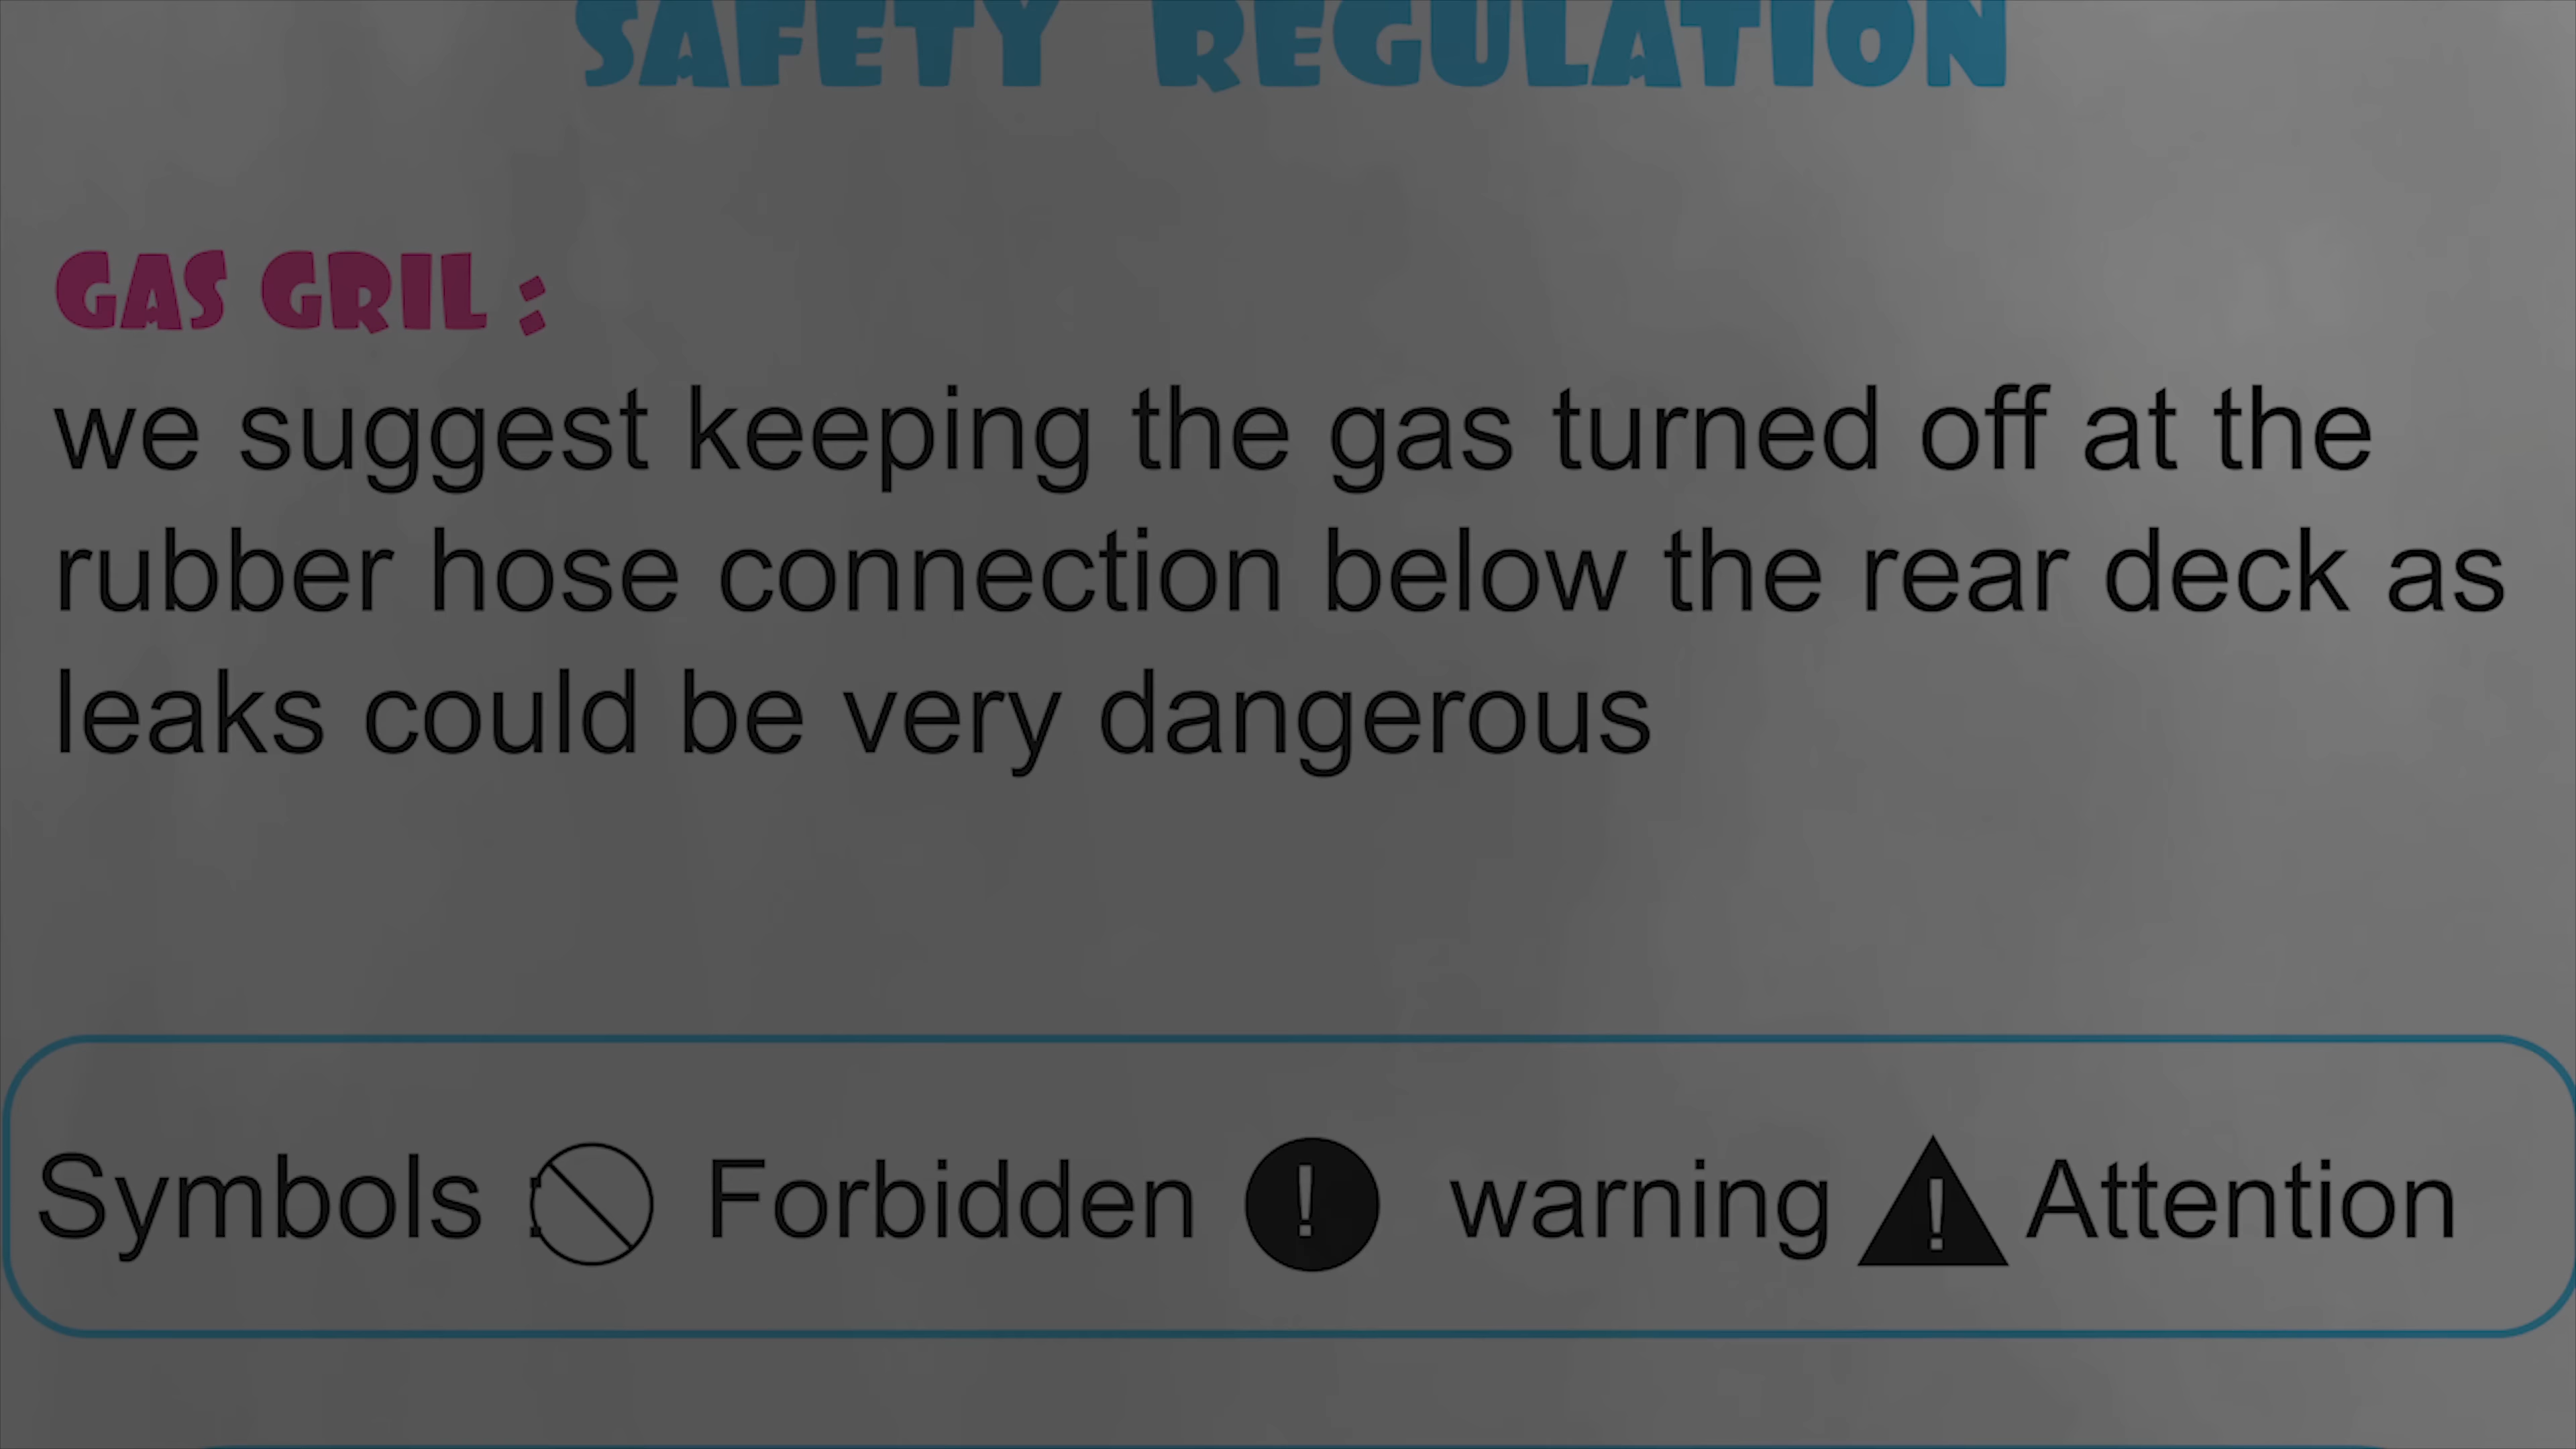 SAFETY REGULATION
GAS GRIL :
we suggest keeping the gas turned off at the
rubber hose connection below the rear deck as
leaks could be very dangerous
Symbols Forbidden ! warning ! Attention